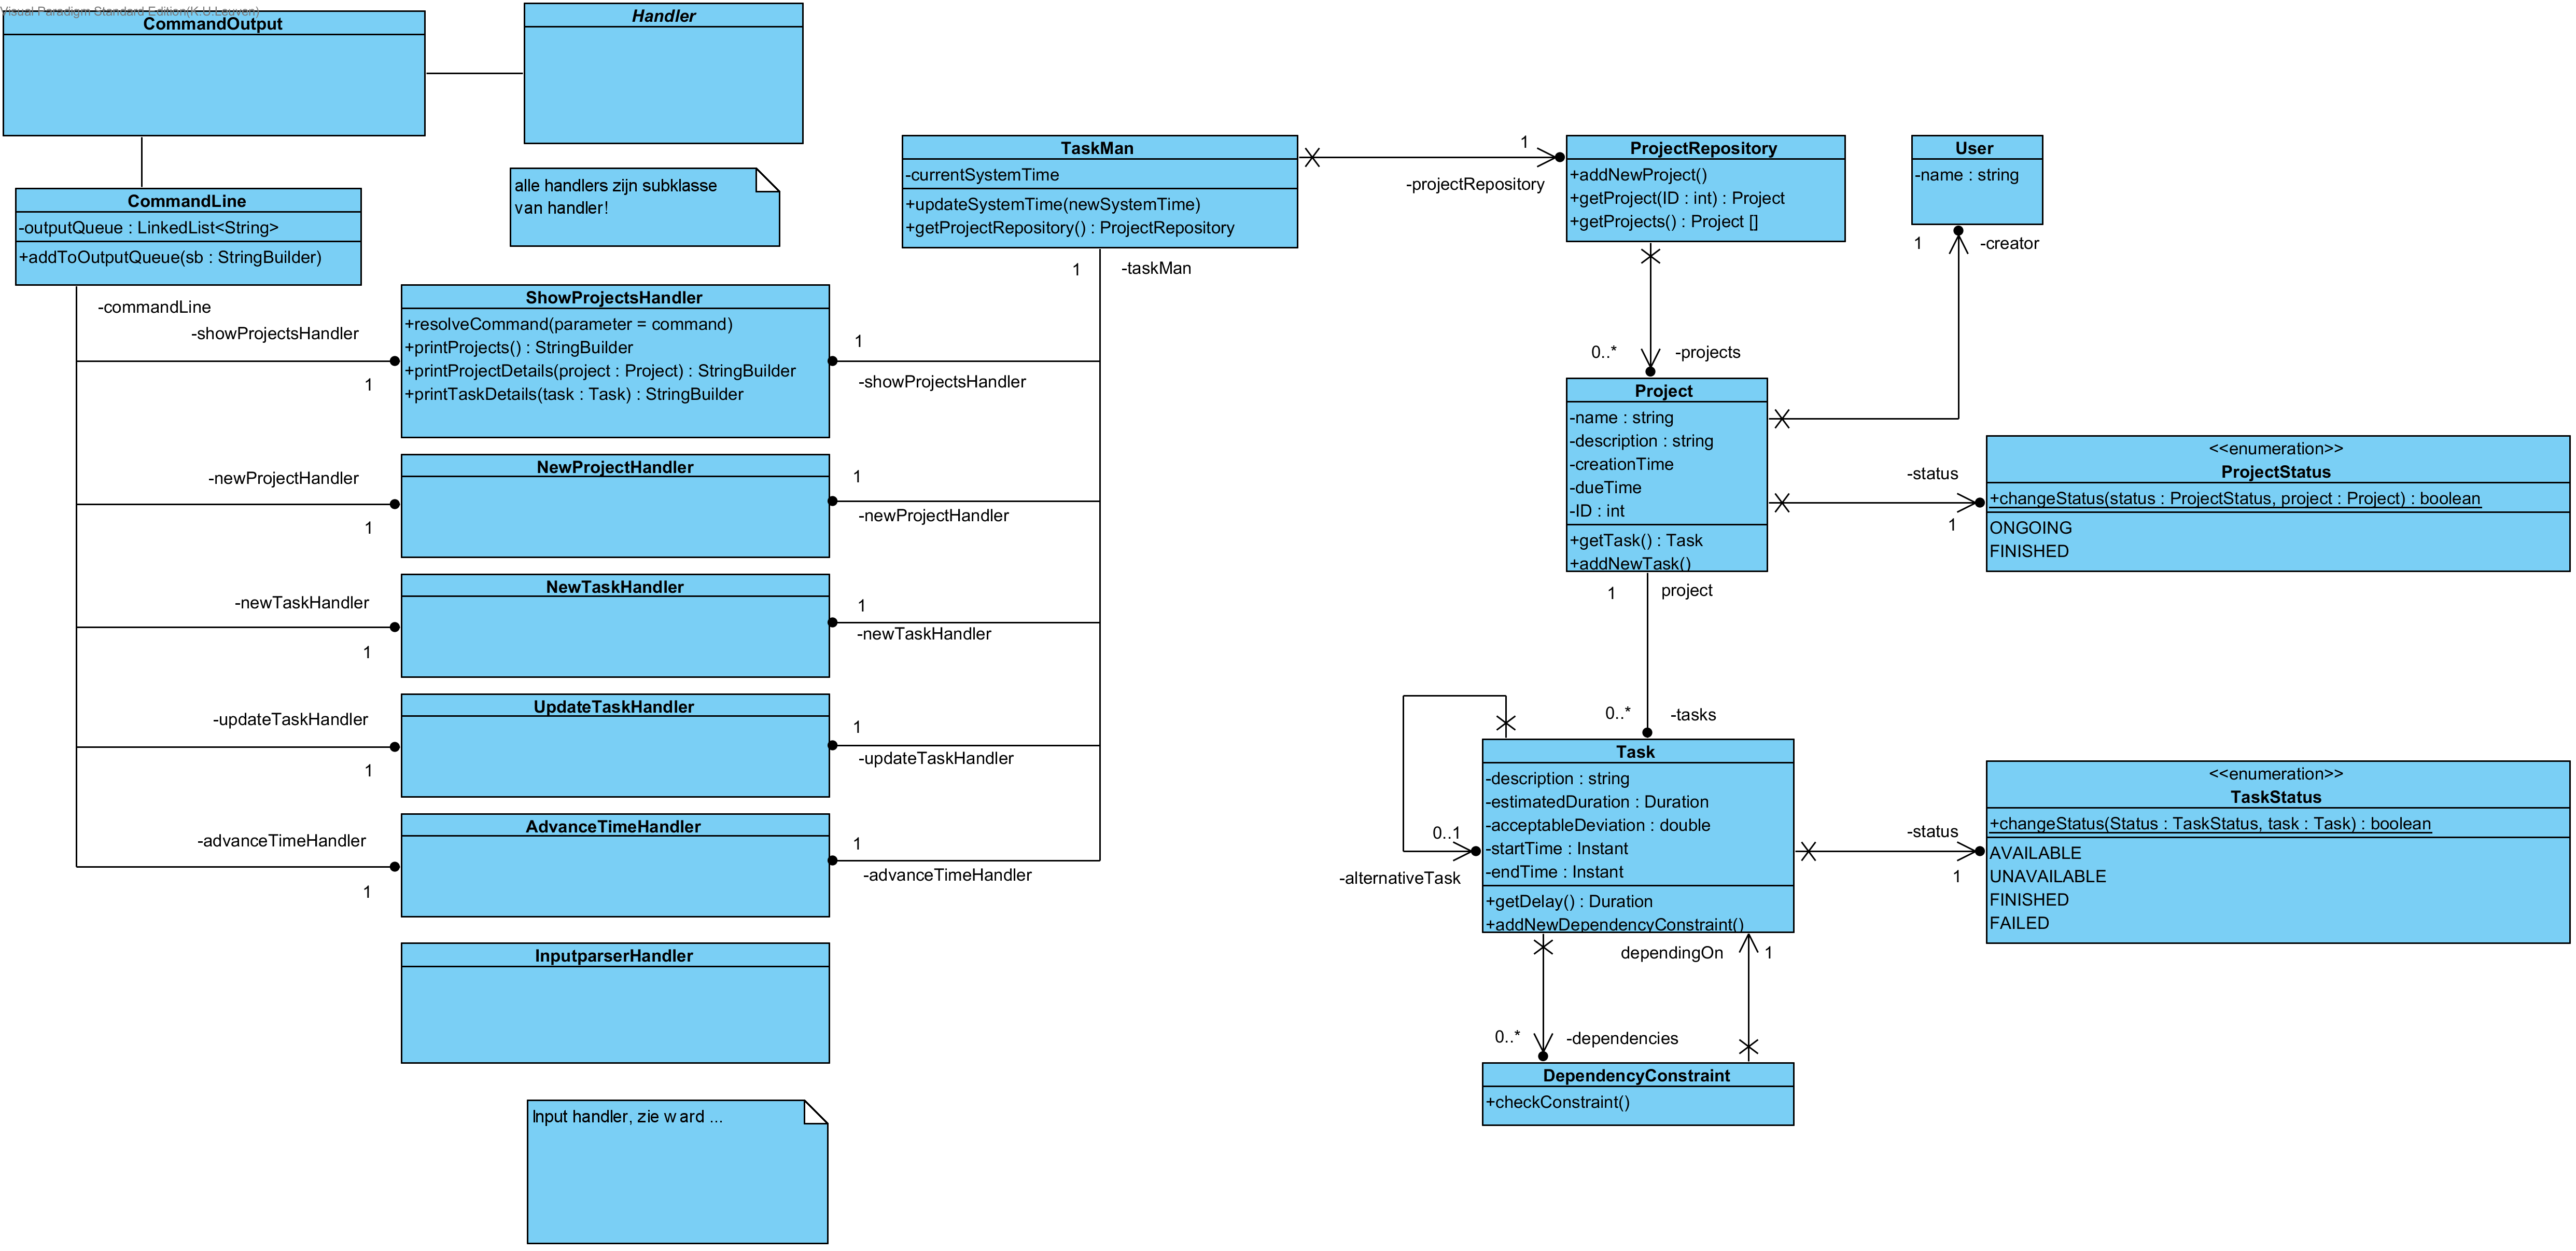 Visual Paradigm Standard Edition(K.U.Leuven)
CommandOutput
Handler
alle handlers zijn subklasse
van handler!
CommandLine
-outputQueue : LinkedList<String>
+addToOutputQueue(sb : StringBuilder)
-commandLine
-showProjectsHandler
1
-newProjectHandler
1
-newTaskHandler
1
-updateTaskHandler
1
-advanceTimeHandler
1
ShowProjectsHandler
+resolveCommand(parameter = command)
+printProjects() : StringBuilder
+printProjectDetails(project : Project) : StringBuilder
+printTaskDetails(task : Task) : StringBuilder
NewProjectHandler
NewTaskHandler
UpdateTaskHandler
AdvanceTimeHandler
InputparserHandler
Input handler, zie ward ...
1
-showProjectsHandler
1
-newProjectHandler
1
-newTaskHandler
1
-updateTaskHandler
1
-advanceTimeHandler
TaskMan
-currentSystemTime
+updateSystemTime(newSystemTime)
+getProjectRepository() : ProjectRepository
1
-taskMan
1
-projectRepository
ProjectRepository
+addNewProject()
+getProject(ID : int) : Project
+getProjects() : Project []
User
-name : string
1
-creator
0..*
-projects
Project
-name : string
-description : string
-creationTime
-dueTime
-ID : int
+getTask() : Task
+addNewTask()
-status
1
<<enumeration>>
ProjectStatus
+changeStatus(status : ProjectStatus, project : Project) : boolean
ONGOING
FINISHED
1
project
0..*
-tasks
0..1
-alternativeTask
Task
-description : string
-estimatedDuration : Duration
-acceptableDeviation : double
-startTime : Instant
-endTime : Instant
+getDelay() : Duration
+addNewDependencyConstraint()
-status
1
<<enumeration>>
TaskStatus
+changeStatus(Status : TaskStatus, task : Task) : boolean
AVAILABLE
UNAVAILABLE
FINISHED
FAILED
dependingOn
1
0..*
-dependencies
DependencyConstraint
+checkConstraint()